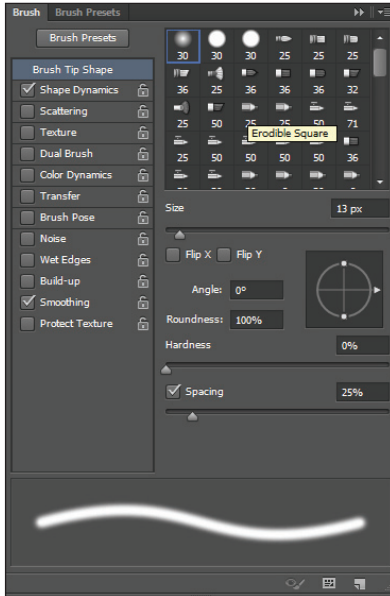 Brush Brush Presets
Brush Presets
Brush Tip Shape
Shape Dynamics
Scattering
Texture
Dual Brush
Color Dynamics
Transfer
Brush Pose
Noise
Wet Edges
Build-up
Smoothing
Protect Texture
30 30 30 25 25 25
36 25 36 36 36 32
25 50 25 25 50 71
Erodible Square
25 50 50 50 50 36
Size 13 px
Flip X Flip Y
Angle: 0°
Roundness: 100%
Hardness 0%
Spacing 25%